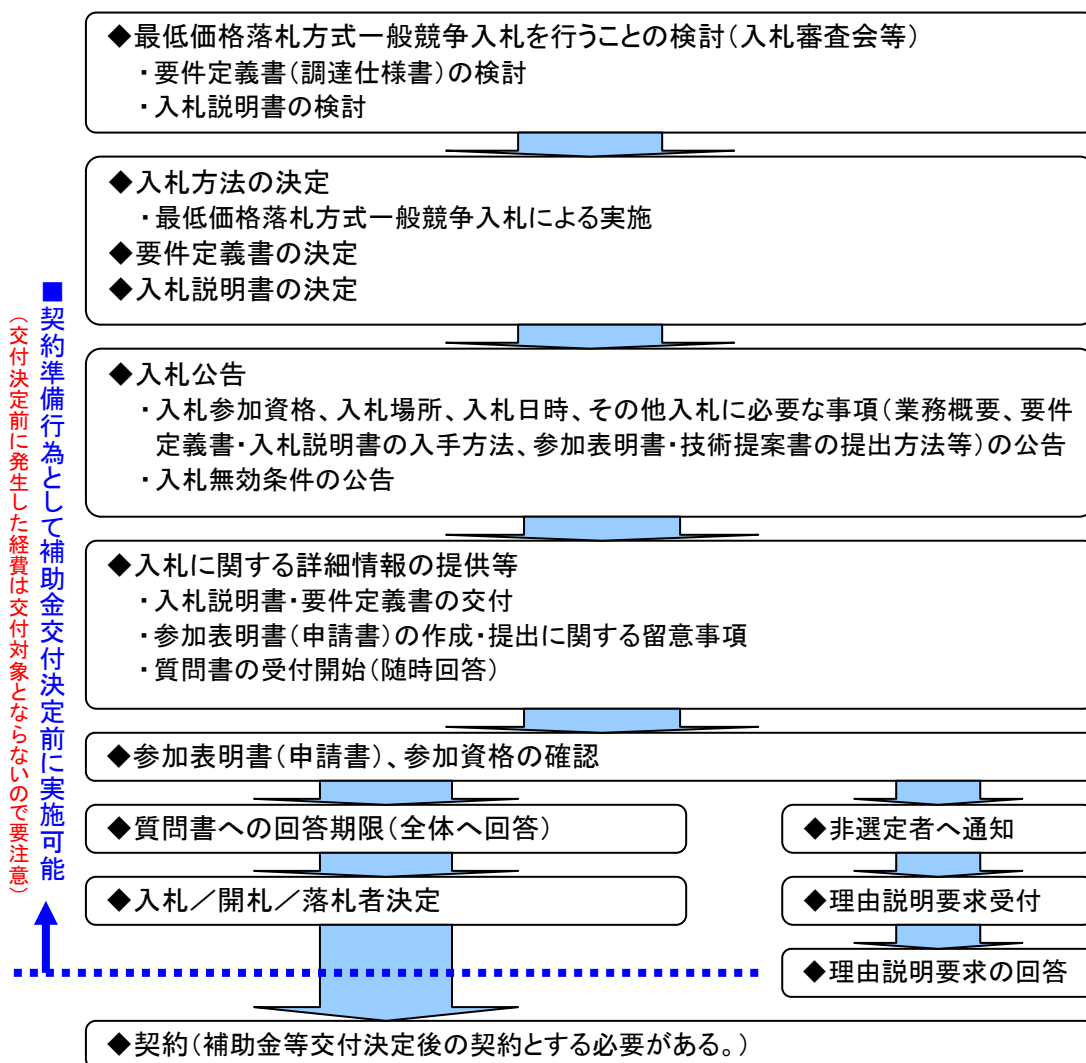 ◆最低価格落札方式一般競争入札を行うことの検討（入札審査会等）
・要件定義書（調達仕様書）の検討
・入札説明書の検討
◆入札方法の決定
・最低価格落札方式一般競争入札による実施
◆要件定義書の決定
◆入札説明書の決定
◆入札公告
・入札参加資格、入札場所、入札日時、その他入札に必要な事項（業務概要、要件
定義書・入札説明書の入手方法、参加表明書・技術提案書の提出方法等）の公告
・入札無効条件の公告
◆入札に関する詳細情報の提供等
・入札説明書・要件定義書の交付
・参加表明書（申請書）の作成・提出に関する留意事項
・質問書の受付開始（随時回答）
◆参加表明書（申請書）、参加資格の確認
◆質問書への回答期限（全体へ回答）
◆非選定者へ通知
◆入札／開札／落札者決定
◆理由説明要求受付
◆理由説明要求の回答
◆契約（補助金等交付決定後の契約とする必要がある。）
■契約準備行為として補助金交付決定前に実施可能
（交付決定前に発生した経費は交付対象とならないので要注意）